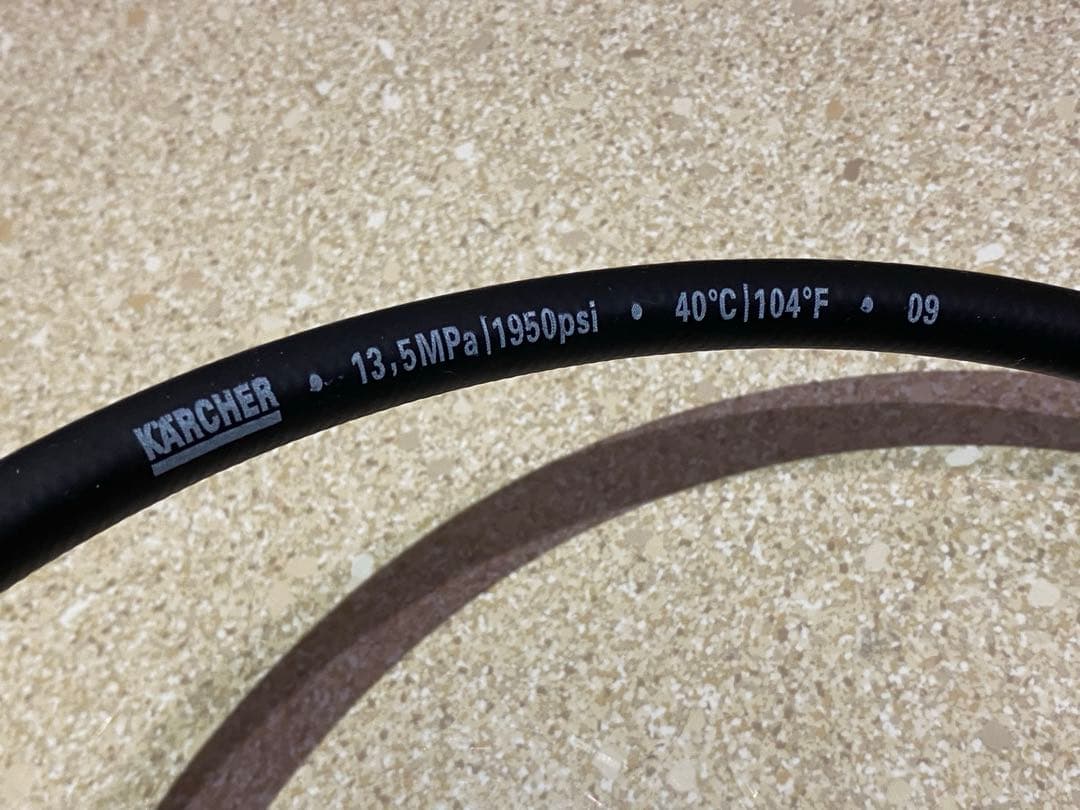 KÄRCHER • 13,5MPa|1950psi • 40°C|104°F • 09